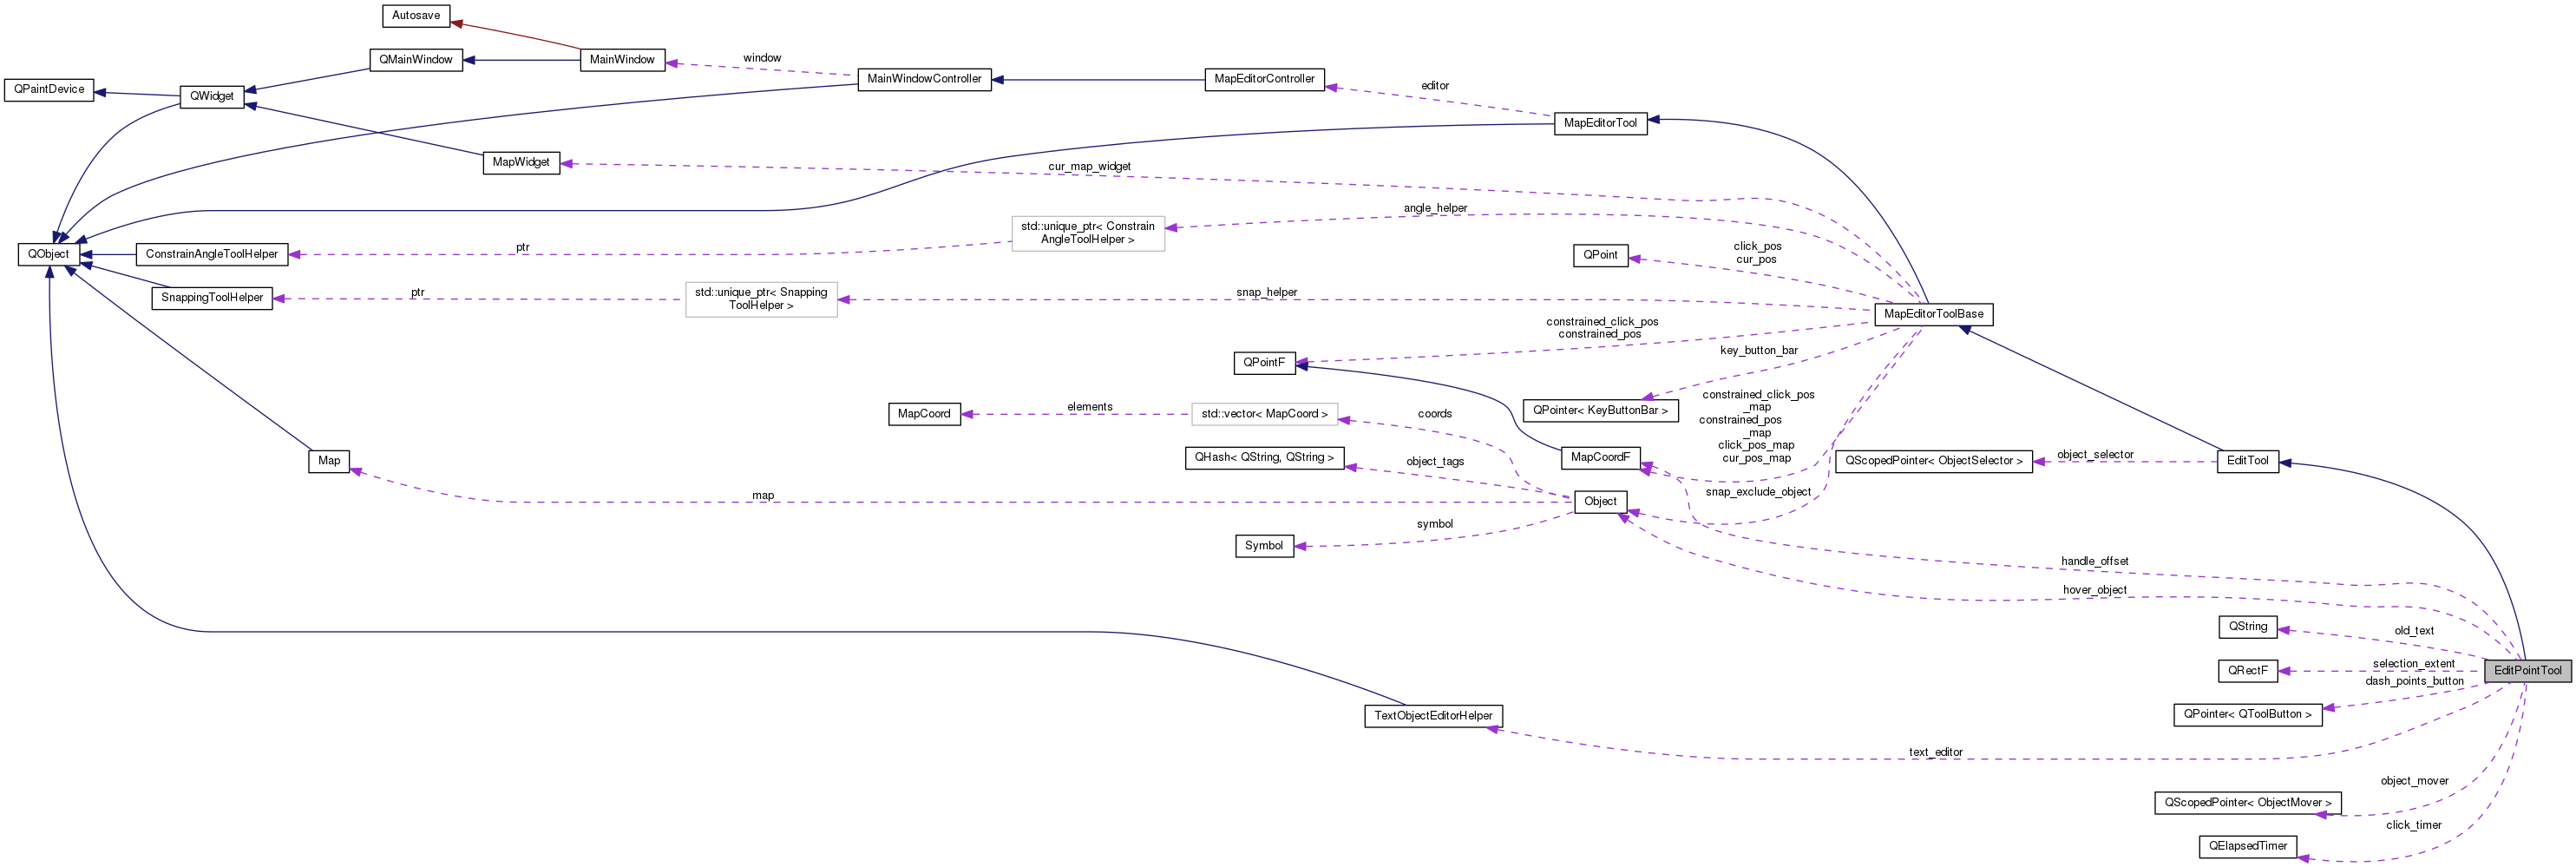 Autosave
QMainWindow
MainWindow
window
QPaintDevice
QWidget
MainWindowController
MapEditorController
editor
MapEditorTool
MapWidget
cur_map_widget
angle_helper
std::unique_ptr< Constrain
AngleToolHelper >
QObject
ConstrainAngleToolHelper
ptr
QPoint
click_pos
cur_pos
SnappingToolHelper
ptr
std::unique_ptr< Snapping
ToolHelper >
snap_helper
MapEditorToolBase
constrained_click_pos
constrained_pos
QPointF
key_button_bar
MapCoord
elements
std::vector< MapCoord >
coords
QPointer< KeyButtonBar >
constrained_click_pos
_map
constrained_pos
_map
click_pos_map
cur_pos_map
Map
QHash< QString, QString >
object_tags
MapCoordF
QScopedPointer< ObjectSelector >
object_selector
EditTool
map
Object
snap_exclude_object
symbol
Symbol
handle_offset
hover_object
QString
old_text
QRectF
selection_extent
EditPointTool
dash_points_button
QPointer< QToolButton >
TextObjectEditorHelper
text_editor
object_mover
QScopedPointer< ObjectMover >
click_timer
QElapsedTimer